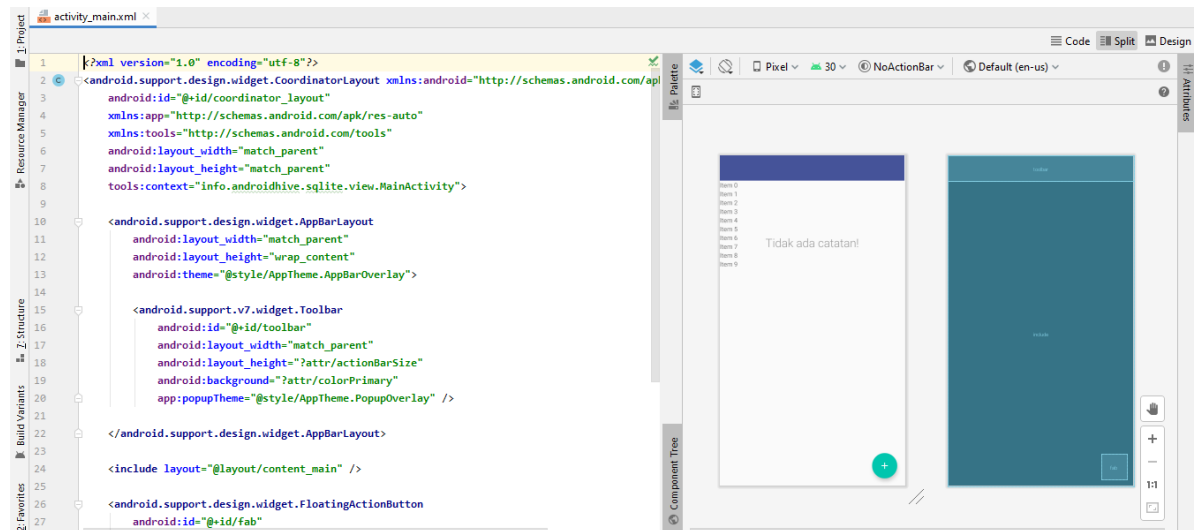 activity_main.xml ×
1: Project
Resource Manager
Z: Structure
Build Variants
2: Favorites
Code Split Design
1 <?xml version="1.0" encoding="utf-8"?>
2 <android.support.design.widget.CoordinatorLayout xmlns:android="http://schemas.android.com/ap
3 android:id="@+id/coordinator_layout"
4 xmlns:app="http://schemas.android.com/apk/res-auto"
5 xmlns:tools="http://schemas.android.com/tools"
6 android:layout_width="match_parent"
7 android:layout_height="match_parent"
8 tools:context="info.androidhive.sqlite.view.MainActivity">
9
10 <android.support.design.widget.AppBarLayout
11 android:layout_width="match_parent"
12 android:layout_height="wrap_content"
13 android:theme="@style/AppTheme.AppBarOverlay">
14
15 <android.support.v7.widget.Toolbar
16 android:id="@+id/toolbar"
17 android:layout_width="match_parent"
18 android:layout_height="?attr/actionBarSize"
19 android:background="?attr/colorPrimary"
20 app:popupTheme="@style/AppTheme.PopupOverlay" />
21
22 </android.support.design.widget.AppBarLayout>
23
24 <include layout="@layout/content_main" />
25
26 <android.support.design.widget.FloatingActionButton
27 android:id="@+id/fab"
Palette
Component Tree
Pixel 30 NoActionBar Default (en-us)
Attributes
Item 0
Item 1
Item 2
Item 3
Item 4
Item 5
Item 6
Item 7
Item 8
Item 9
Tidak ada catatan!
+
include
+
−
1:1